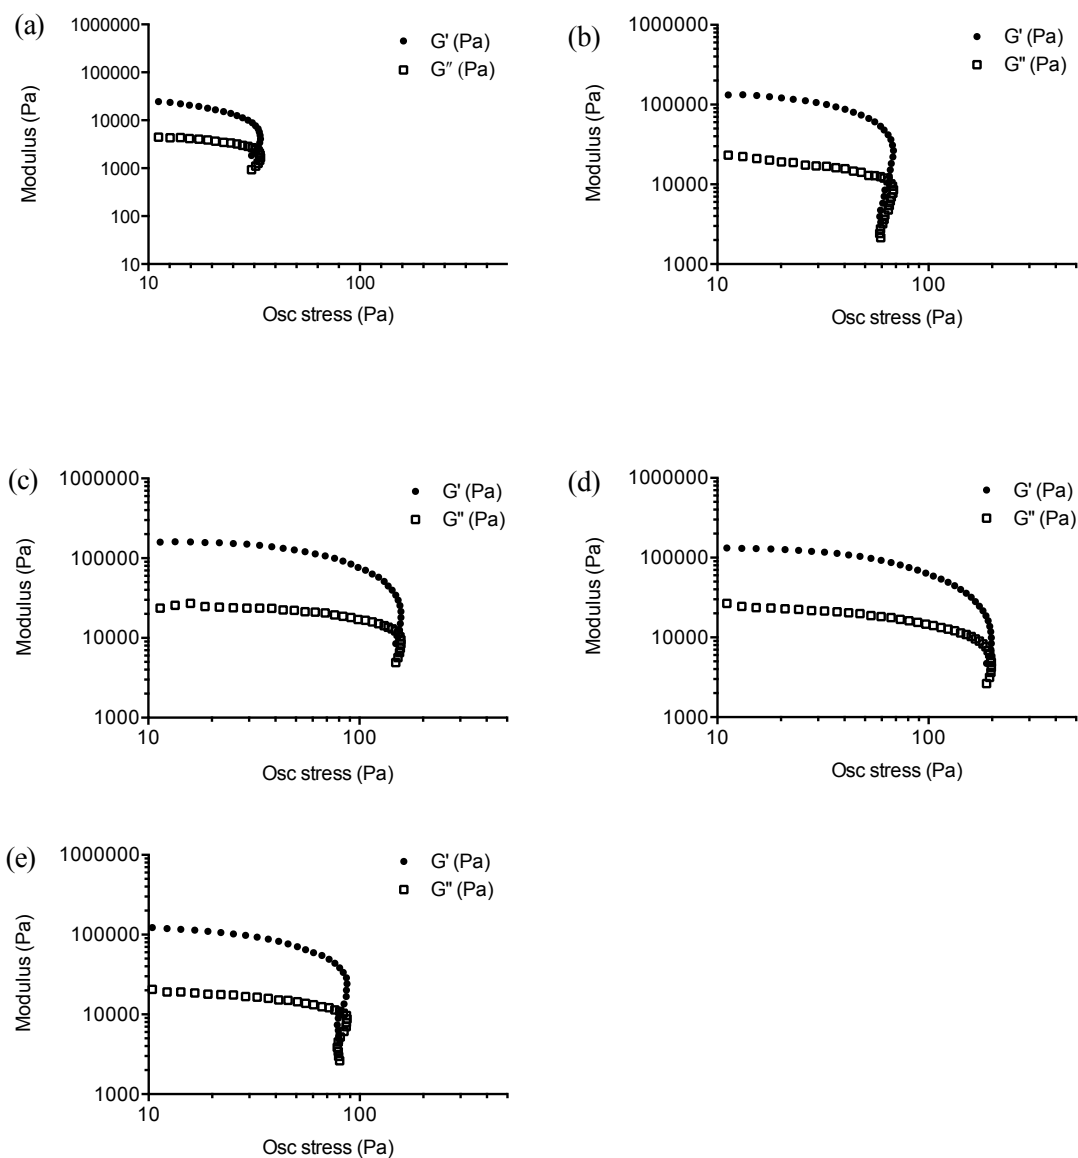 (a)
1000000
100000
10000
1000
100
10
Modulus (Pa)
G' (Pa)
G″ (Pa)
10
100
Osc stress (Pa)
(b)
1000000
100000
10000
1000
Modulus (Pa)
G' (Pa)
G" (Pa)
10
100
Osc stress (Pa)
(c)
1000000
100000
10000
1000
Modulus (Pa)
G' (Pa)
G" (Pa)
10
100
Osc stress (Pa)
(d)
1000000
100000
10000
1000
Modulus (Pa)
G' (Pa)
G" (Pa)
10
100
Osc stress (Pa)
(e)
1000000
100000
10000
1000
Modulus (Pa)
G' (Pa)
G" (Pa)
10
100
Osc stress (Pa)